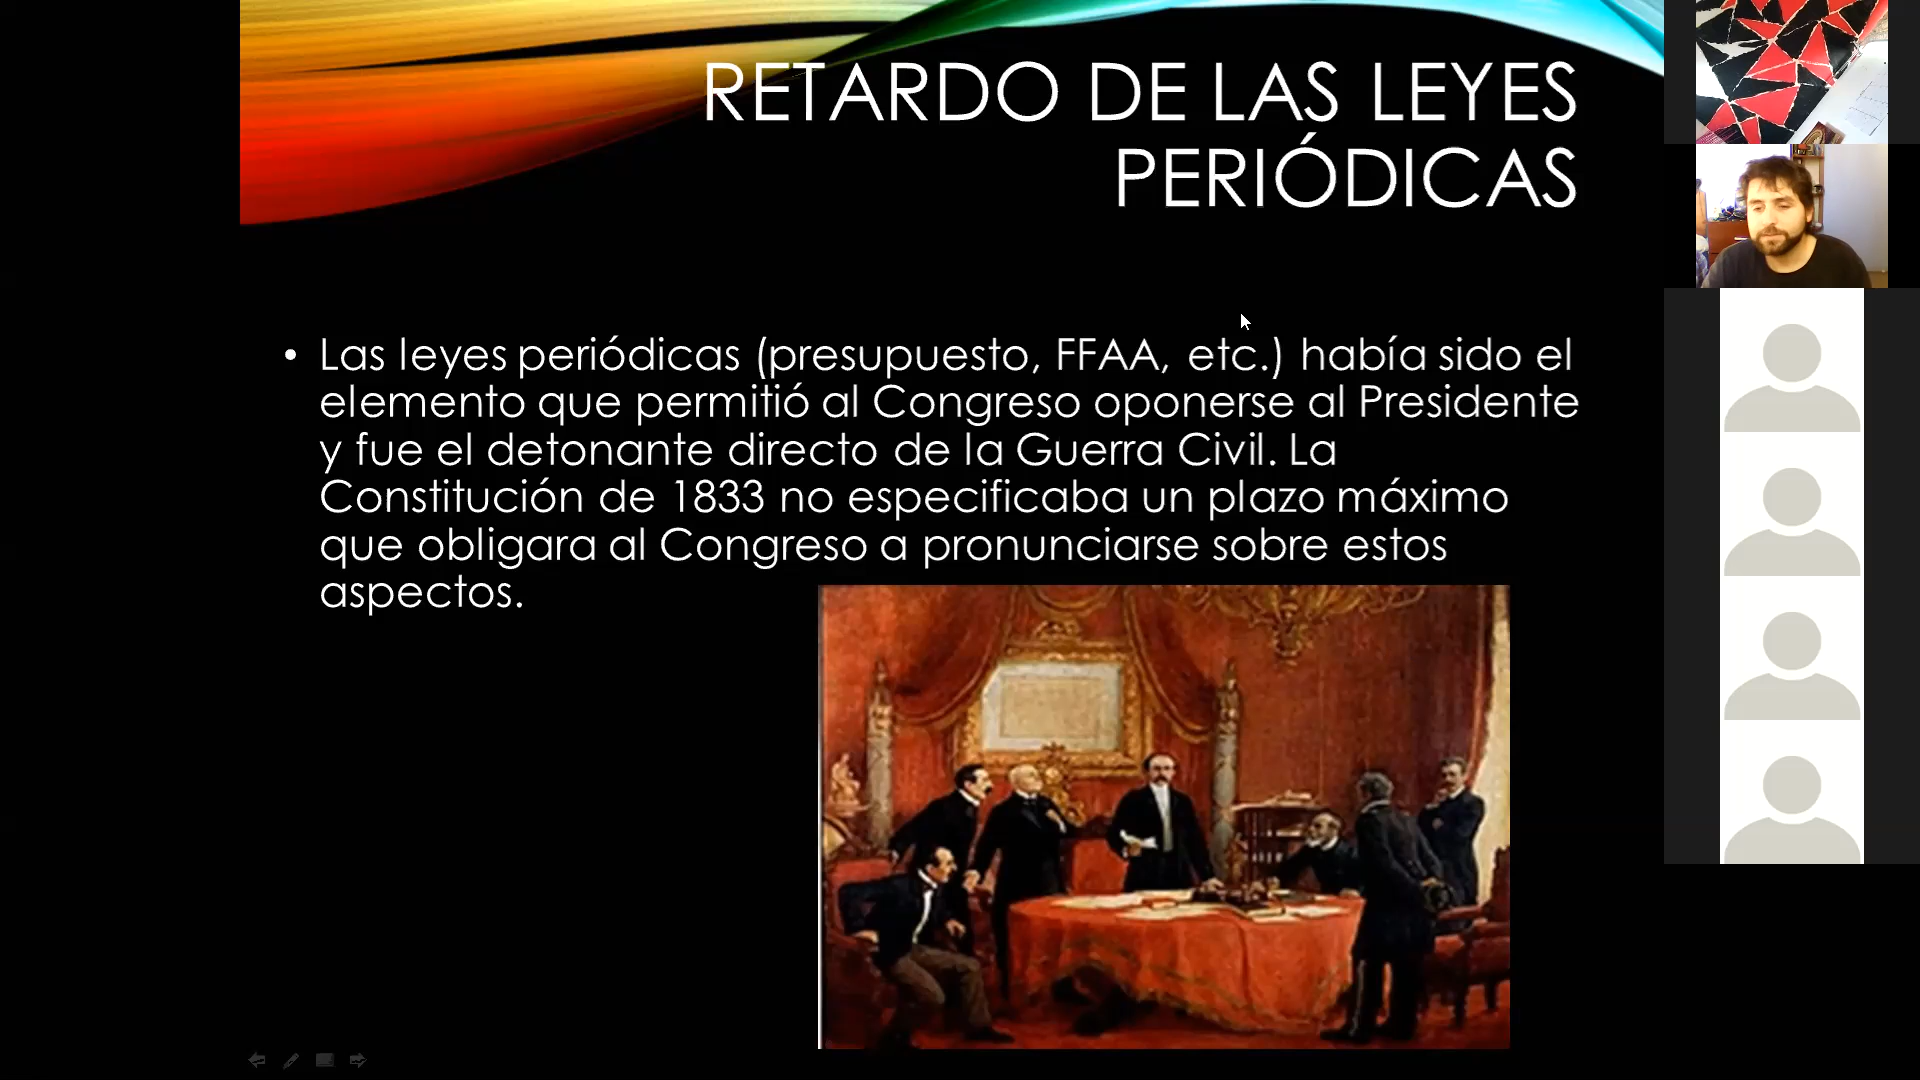 RETARDO DE LAS LEYES
PERIÓDICAS
• Las leyes periódicas (presupuesto, FFAA, etc.) había sido el
elemento que permitió al Congreso oponerse al Presidente
y fue el detonante directo de la Guerra Civil. La
Constitución de 1833 no especificaba un plazo máximo
que obligara al Congreso a pronunciarse sobre estos
aspectos.